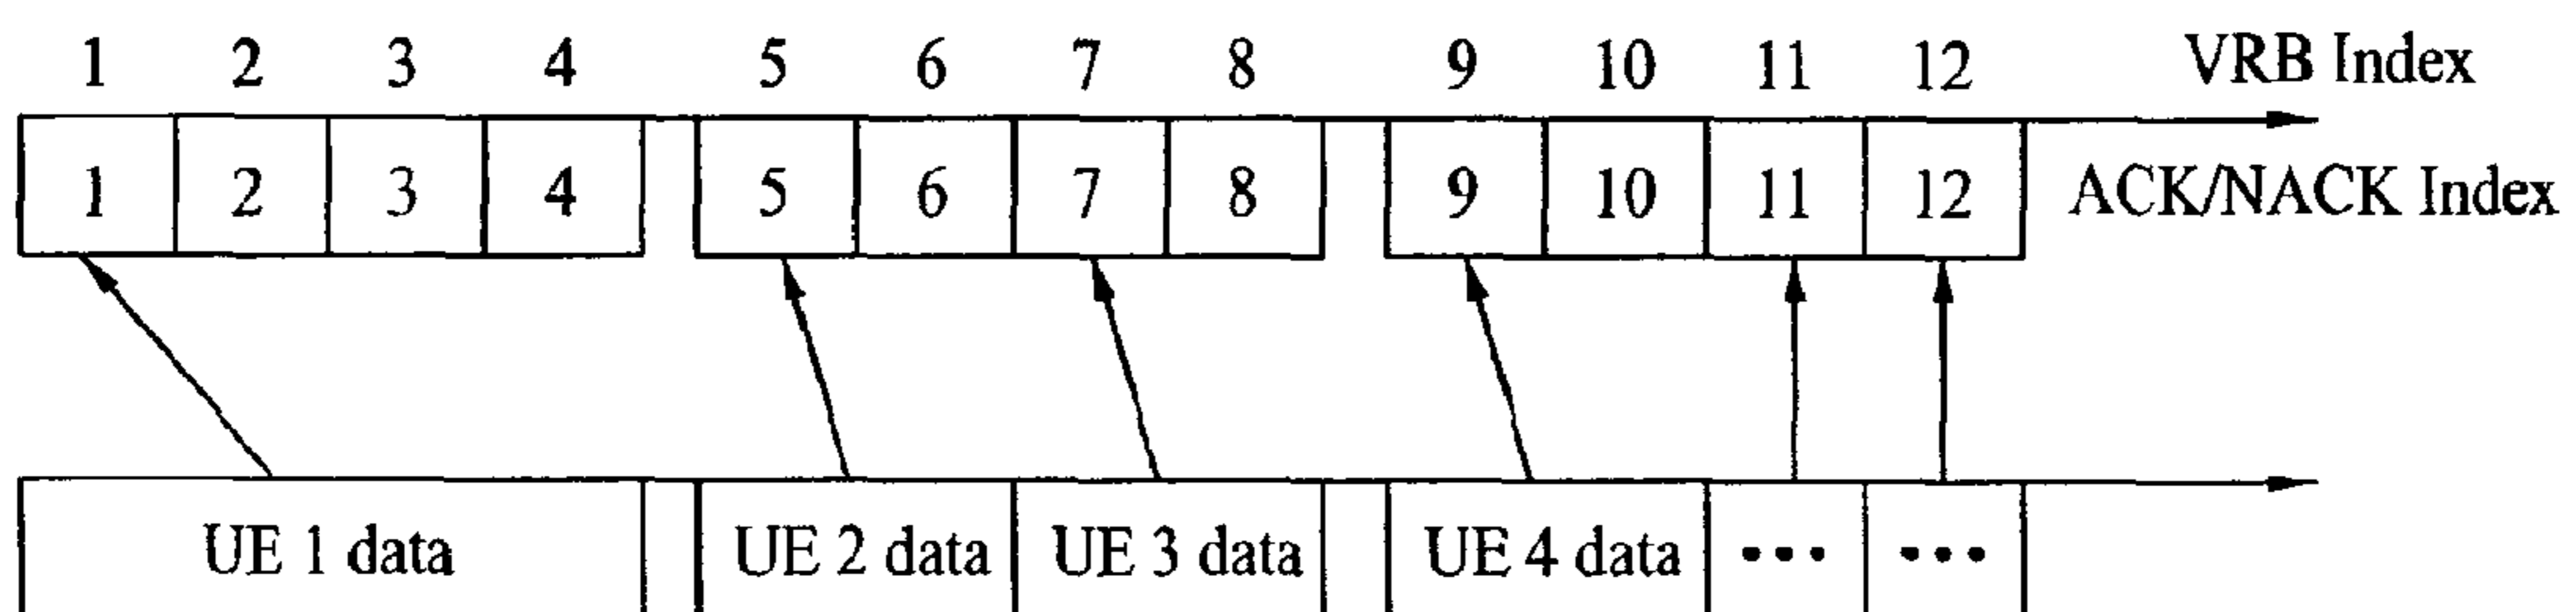 1 2 3 4 5 6 7 8 9 10 11 12 VRB Index
1 2 3 4 5 6 7 8 9 10 11 12 ACK/NACK Index
UE 1 data UE 2 data UE 3 data UE 4 data ••• •••